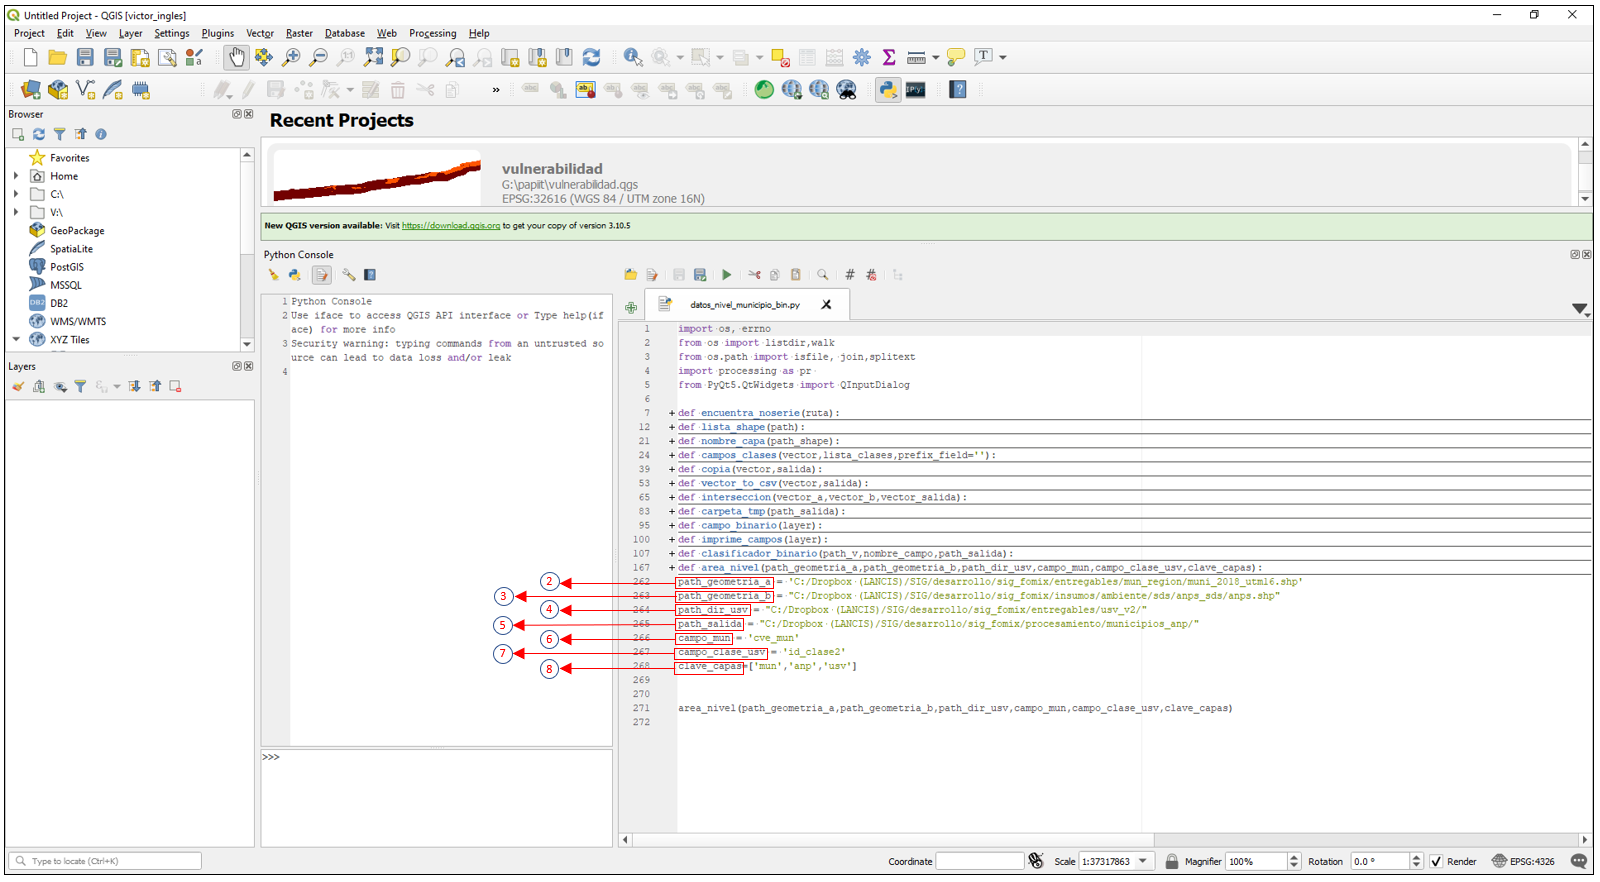 Untitled Project - QGIS [victor_ingles]
Project Edit View Layer Settings Plugins Vector Raster Database Web Processing Help
Browser
Favorites
Home
C:\
V:\
GeoPackage
SpatiaLite
PostGIS
MSSQL
DB2
WMS/WMTS
XYZ Tiles
Layers
Recent Projects
vulnerabilidad
G:\papit\vulnerabilidad.qgs
EPSG:32616 (WGS 84 / UTM zone 16N)
New QGIS version available: Visit https://download.qgis.org to get your copy of version 3.10.5
Python Console
1 Python Console
2 Use iface to access QGIS API interface or Type help(if
ace) for more info
3 Security warning: typing commands from an untrusted so
urce can lead to data loss and/or leak
4
>>>
datos_nivel_municipio_bin.py
1 import os, errno
2 from os import listdir,walk
3 from os.path import isfile, join,splitext
4 import processing as pr
5 from PyQt5.QtWidgets import QInputDialog
6
7 def encuentra_noserie(ruta):
12 def lista_shape(path):
21 def nombre_capa(path_shape):
24 def campos_clases(vector,lista_clases,prefix_field=''):
39 def copia(vector,salida):
53 def vector_to_csv(vector,salida):
65 def interseccion(vector_a,vector_b,vector_salida):
83 def carpeta_tmp(path_salida):
95 def campo_binario(layer):
100 def imprime_campos(layer):
107 def clasificador_binario(path_v,nombre_campo,path_salida):
167 def area_nivel(path_geometria_a,path_geometria_b,path_dir_usv,campo_mun,campo_clase_usv,clave_capas):
2 262 path_geometria_a = 'C:/Dropbox (LANCIS)/SIG/desarrollo/sig_fomix/entregables/mun_region/muni_2018_utm16.shp'
3 263 path_geometria_b = "C:/Dropbox (LANCIS)/SIG/desarrollo/sig_fomix/insumos/ambiente/sds/anps_sds/anps.shp"
4 264 path_dir_usv = "C:/Dropbox (LANCIS)/SIG/desarrollo/sig_fomix/entregables/usv_v2/"
5 265 path_salida = "C:/Dropbox (LANCIS)/SIG/desarrollo/sig_fomix/procesamiento/municipios_anp/"
6 266 campo_mun = 'cve_mun'
7 267 campo_clase_usv = 'id_clase2'
8 268 clave_capas=['mun','anp','usv']
269
270
271 area_nivel(path_geometria_a,path_geometria_b,path_dir_usv,campo_mun,campo_clase_usv,clave_capas)
272
Type to locate (Ctrl+K)
Coordinate Scale 1:37317863 Magnifier 100% Rotation 0.0 ° Render EPSG:4326